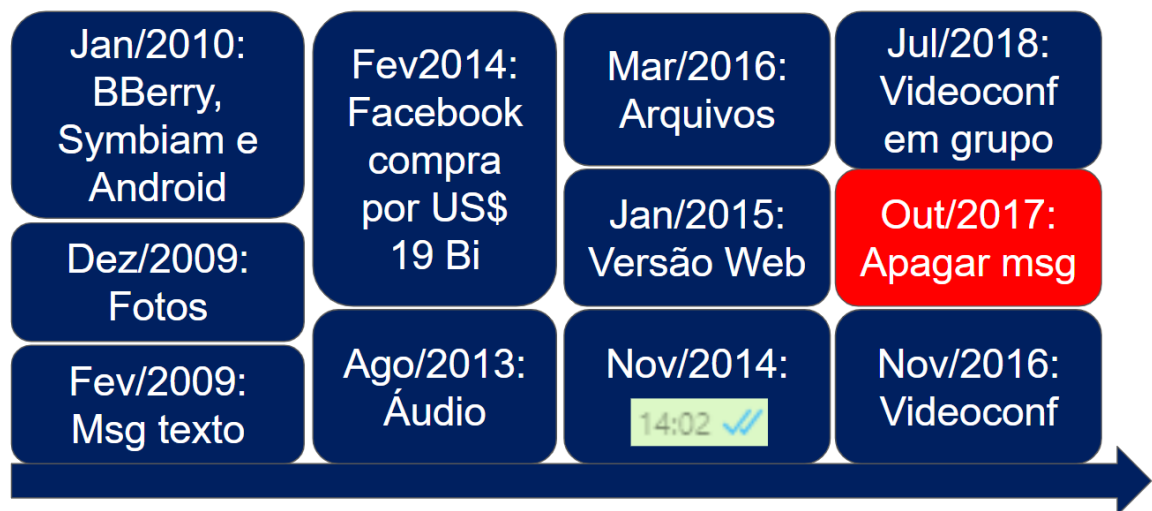 Jan/2010:
BBerry,
Symbiam e
Android
Dez/2009:
Fotos
Fev/2009:
Msg texto
Fev2014:
Facebook
compra
por US$
19 Bi
Ago/2013:
Áudio
Mar/2016:
Arquivos
Jan/2015:
Versão Web
Nov/2014:
14:02
Jul/2018:
Videoconf
em grupo
Out/2017:
Apagar msg
Nov/2016:
Videoconf